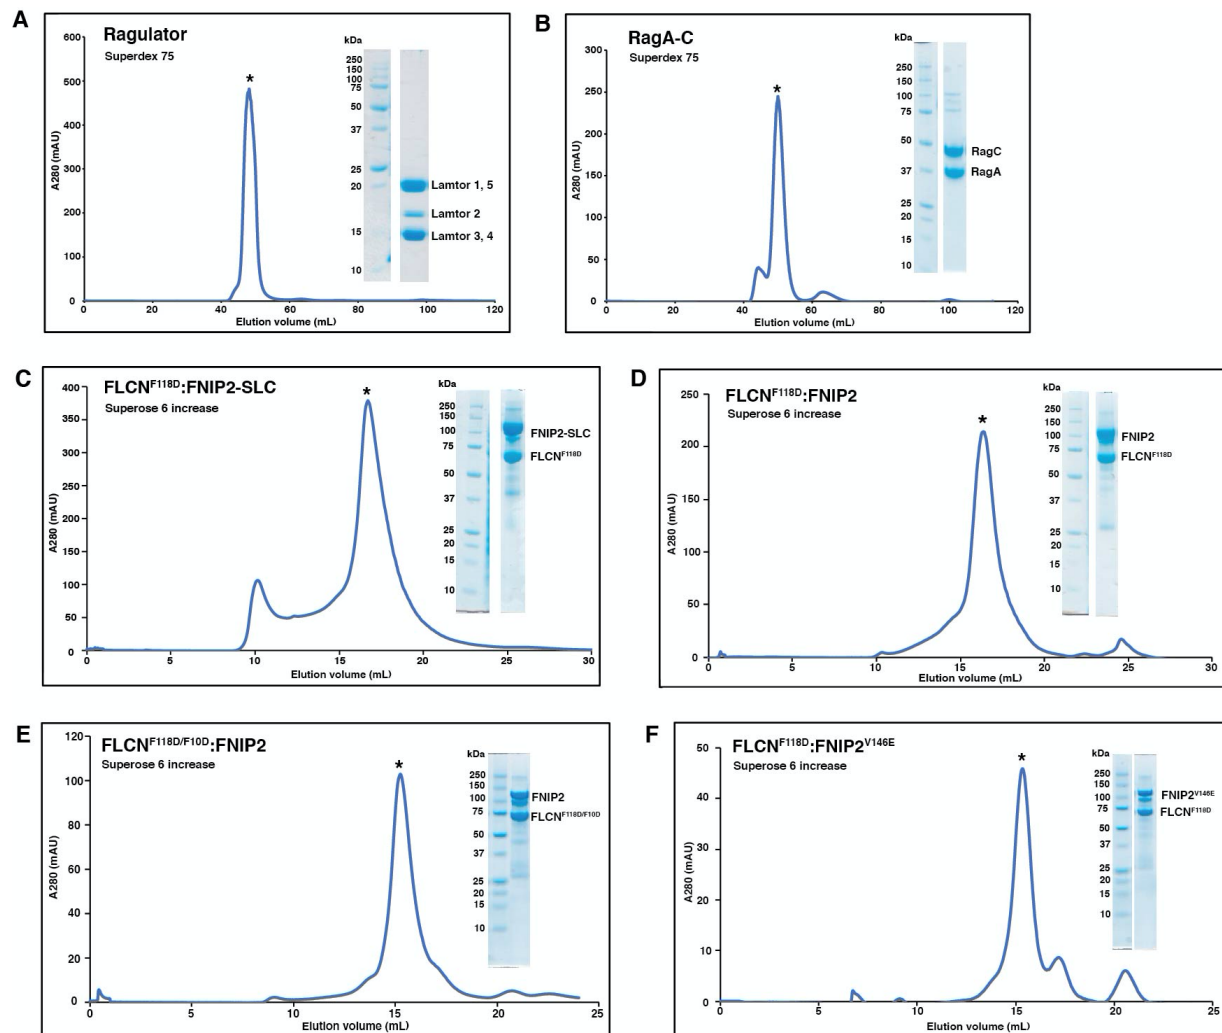 A
Ragulator
Superdex 75
A280 (mAU)
600
500
400
300
200
100
0
0 20 40 60 80 100 120
Elution volume (mL)
*
kDa
250
150
100
75
50
37
25
20
15
10
Lamtor 1, 5
Lamtor 2
Lamtor 3, 4
B
RagA-C
Superdex 75
A280 (mAU)
300
250
200
150
100
50
0
0 20 40 60 80 100 120
Elution volume (mL)
*
kDa
250
150
100
75
50
37
25
20
15
10
RagC
RagA
C
FLCNF118D:FNIP2-SLC
Superose 6 increase
A280 (mAU)
400
350
300
250
200
150
100
50
0
0 5 10 15 20 25 30
Elution volume (mL)
*
kDa
250
150
100
75
50
37
25
20
15
10
FNIP2-SLC
FLCNF118D
D
FLCNF118D:FNIP2
Superose 6 increase
A280 (mAU)
250
200
150
100
50
0
0 5 10 15 20 25 30
Elution volume (mL)
*
kDa
250
150
100
75
50
37
25
20
15
10
FNIP2
FLCNF118D
E
FLCNF118D/F10D:FNIP2
Superose 6 increase
A280 (mAU)
120
100
80
60
40
20
0
0 5 10 15 20 25
Elution volume (mL)
*
kDa
250
150
100
75
50
37
25
20
15
10
FNIP2
FLCNF118D/F10D
F
FLCNF118D:FNIP2V146E
Superose 6 increase
A280 (mAU)
50
40
30
20
10
0
0 5 10 15 20 25
Elution volume (mL)
*
kDa
250
150
100
75
50
37
25
20
15
10
FNIP2V146E
FLCNF118D